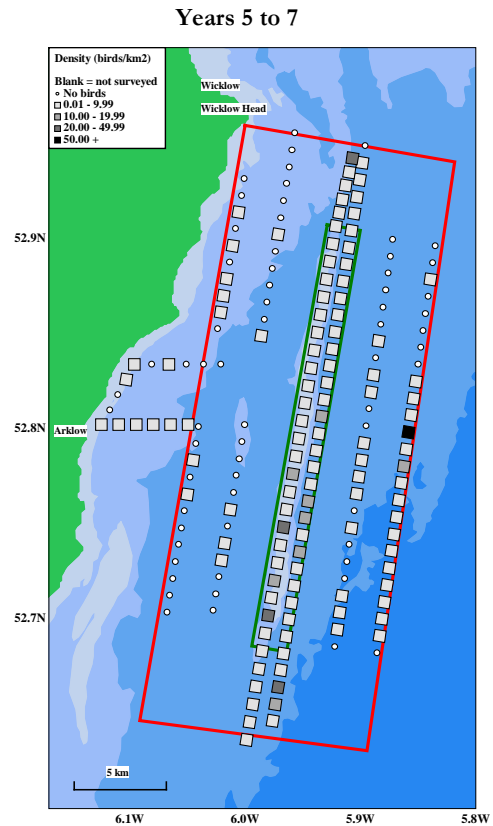 Years 5 to 7
Density (birds/km2)
Blank = not surveyed
No birds
0.01 - 9.99
10.00 - 19.99
20.00 - 49.99
50.00 +
Wicklow
Wicklow Head
52.9N
52.8N
Arklow
52.7N
5 km
6.1W 6.0W 5.9W 5.8W